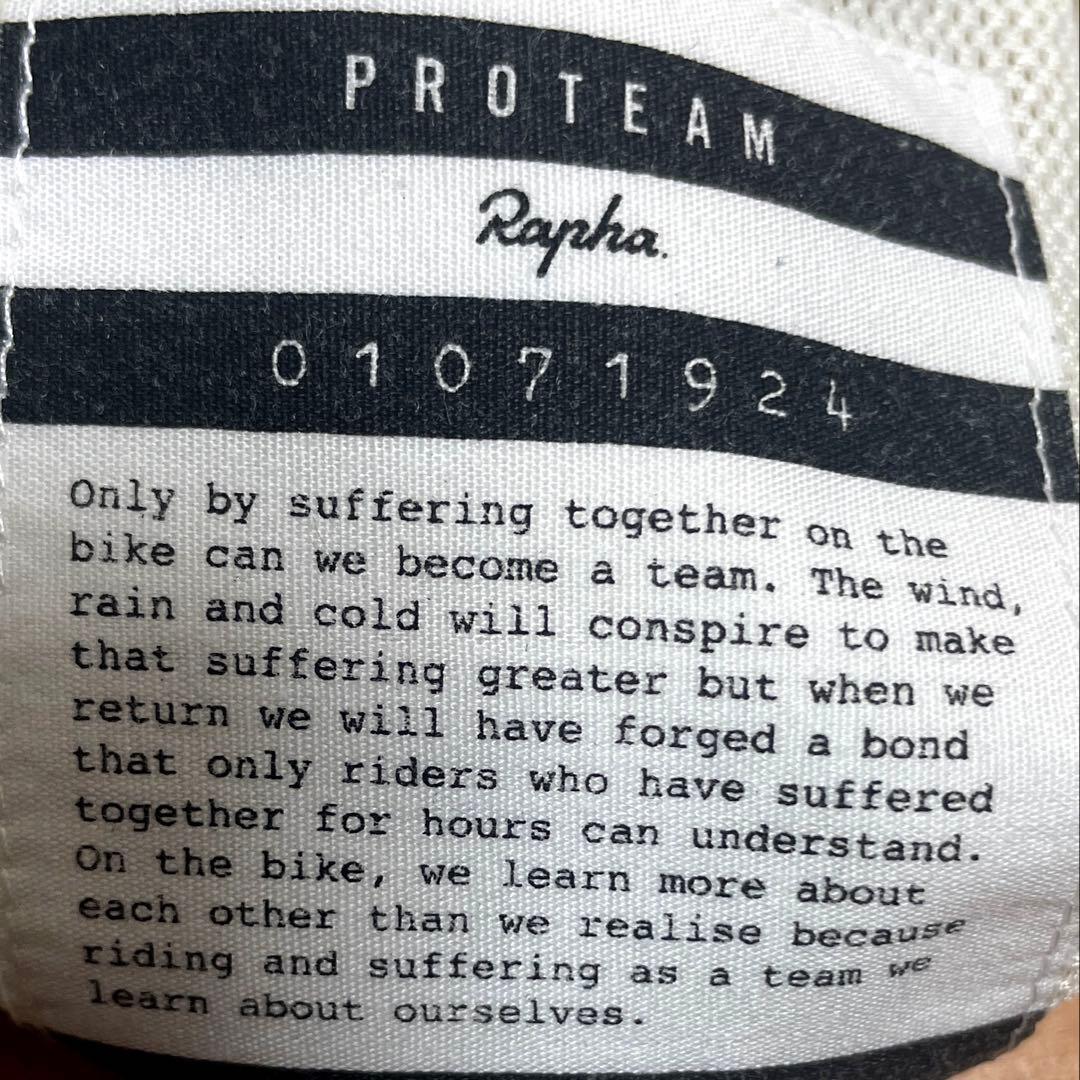 PROTEAM
Rapha.
01071924
Only by suffering together on the
bike can we become a team. The wind,
rain and cold will conspire to make
that suffering greater but when we
return we will have forged a bond
that only riders who have suffered
together for hours can understand.
On the bike, we learn more about
each other than we realise because
riding and suffering as a team we
learn about ourselves.